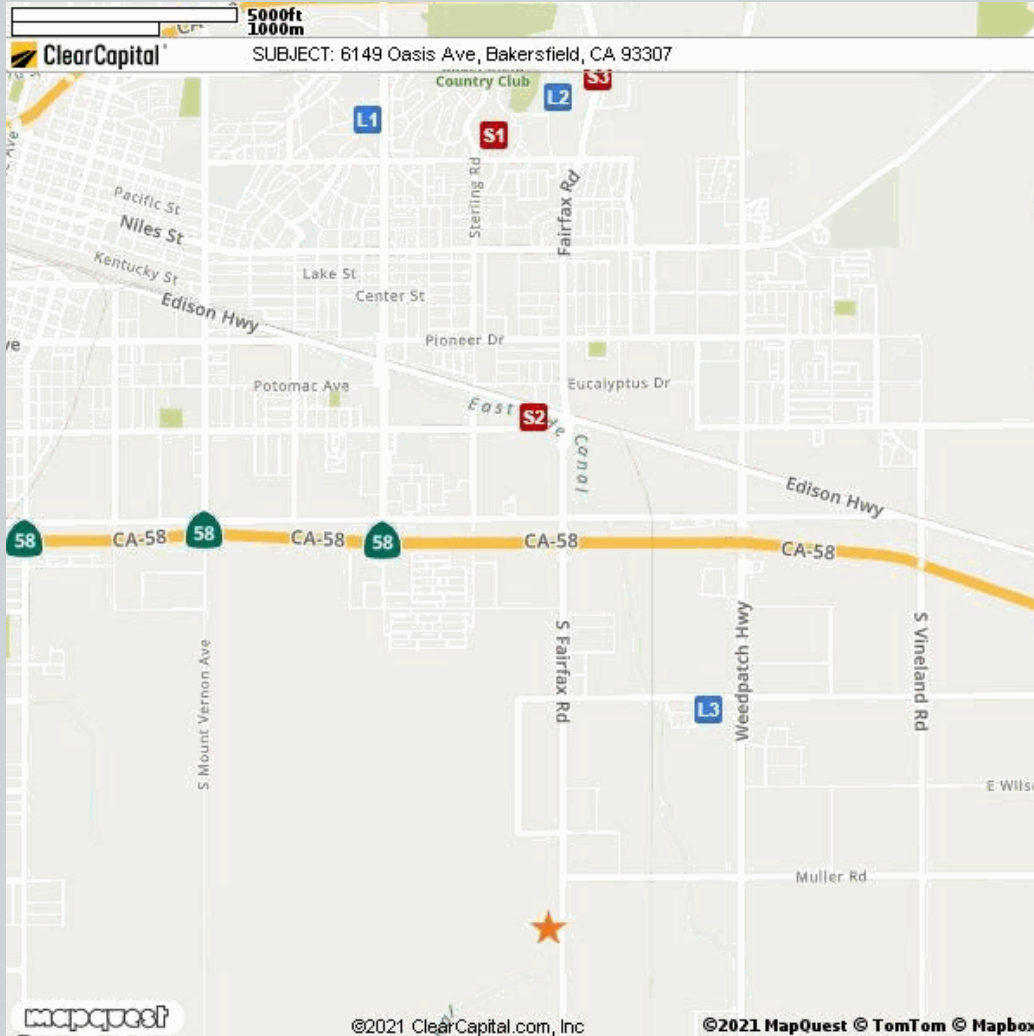 5000ft
1000m
ClearCapital
SUBJECT: 6149 Oasis Ave, Bakersfield, CA 93307
Country Club
S3
L2
L1
S1
Sterling Rd
Fairfax Rd
Pacific St
Niles St
Kentucky St
Lake St
Center St
Edison Hwy
Pioneer Dr
Potomac Ave
Eucalyptus Dr
East
S2
Canal
Edison Hwy
58
CA-58
58
CA-58
58
CA-58
CA-58
S Mount Vernon Ave
S Fairfax Rd
Weedpatch Hwy
S Vineland Rd
L3
E Wils
Muller Rd
mapquest
©2021 ClearCapital.com, Inc
©2021 MapQuest © TomTom © Mapbox